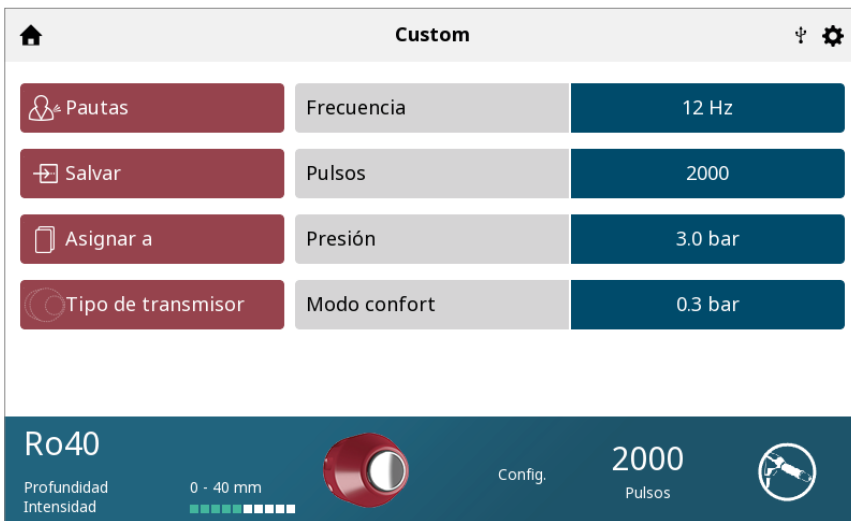 Custom
Pautas
Frecuencia
12 Hz
Salvar
Pulsos
2000
Asignar a
Presión
3.0 bar
Tipo de transmisor
Modo confort
0.3 bar
Ro40
Profundidad
0 - 40 mm
Intensidad
Config.
2000
Pulsos